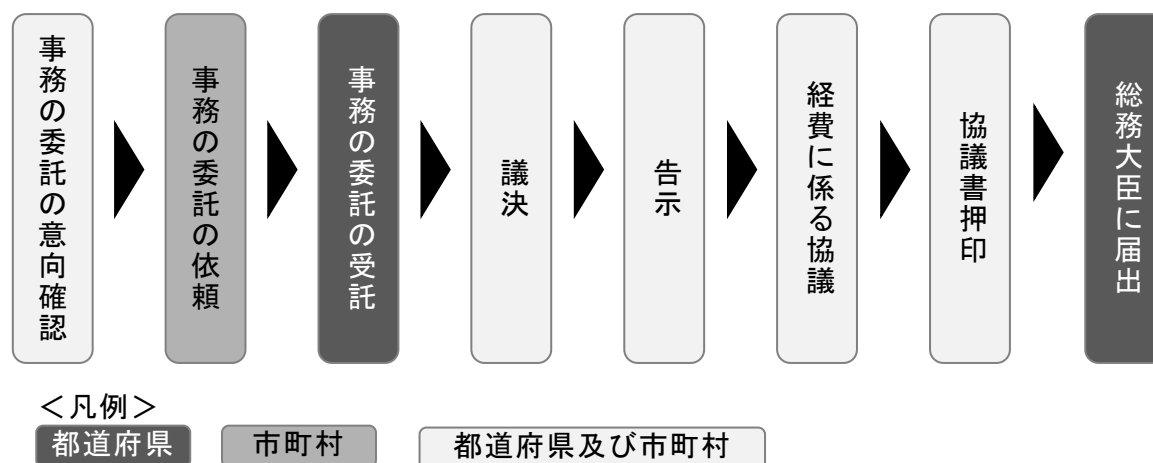 事務の委託の意向確認
事務の委託の依頼
事務の委託の受託
議決
告示
経費に係る協議
協議書押印
総務大臣に届出
＜凡例＞
都道府県
市町村
都道府県及び市町村